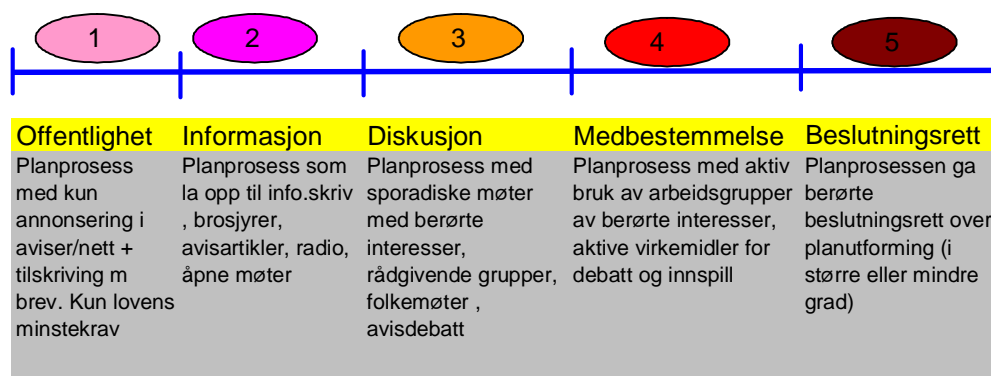 1
2
3
4
5
Offentlighet
Planprosess
med kun
annonsering i
aviser/nett +
tilskriving m
brev. Kun lovens
minstekrav
Informasjon
Planprosess som
la opp til info.skriv
, brosjyrer,
avisartikler, radio,
åpne møter
Diskusjon
Planprosess med
sporadiske møter
med berørte
interesser,
rådgivende grupper,
folkemøter ,
avisdebatt
Medbestemmelse
Planprosess med aktiv
bruk av arbeidsgrupper
av berørte interesser,
aktive virkemidler for
debatt og innspill
Beslutningsrett
Planprosessen ga
berørte
beslutningsrett over
planutforming (i
større eller mindre
grad)